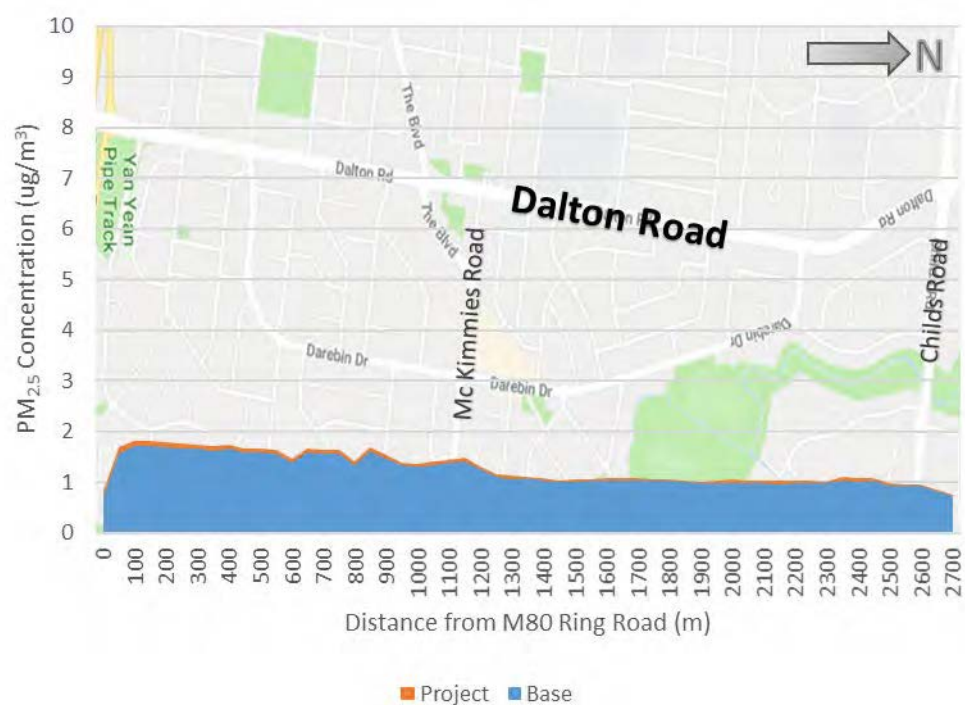 10
9
8
7
6
5
4
3
2
1
0
PM2.5 Concentration (ug/m³)
N
Yan Yean
Pipe Track
The Blvd
Dalton Rd
The Blvd
Dalton Road
Dalton Rd
Mc Kimmies Road
Childs Road
Darebin Dr
Darebin Dr
Darebin Dr
0 100 200 300 400 500 600 700 800 900 1000 1100 1200 1300 1400 1500 1600 1700 1800 1900 2000 2100 2200 2300 2400 2500 2600 2700
Distance from M80 Ring Road (m)
Project Base